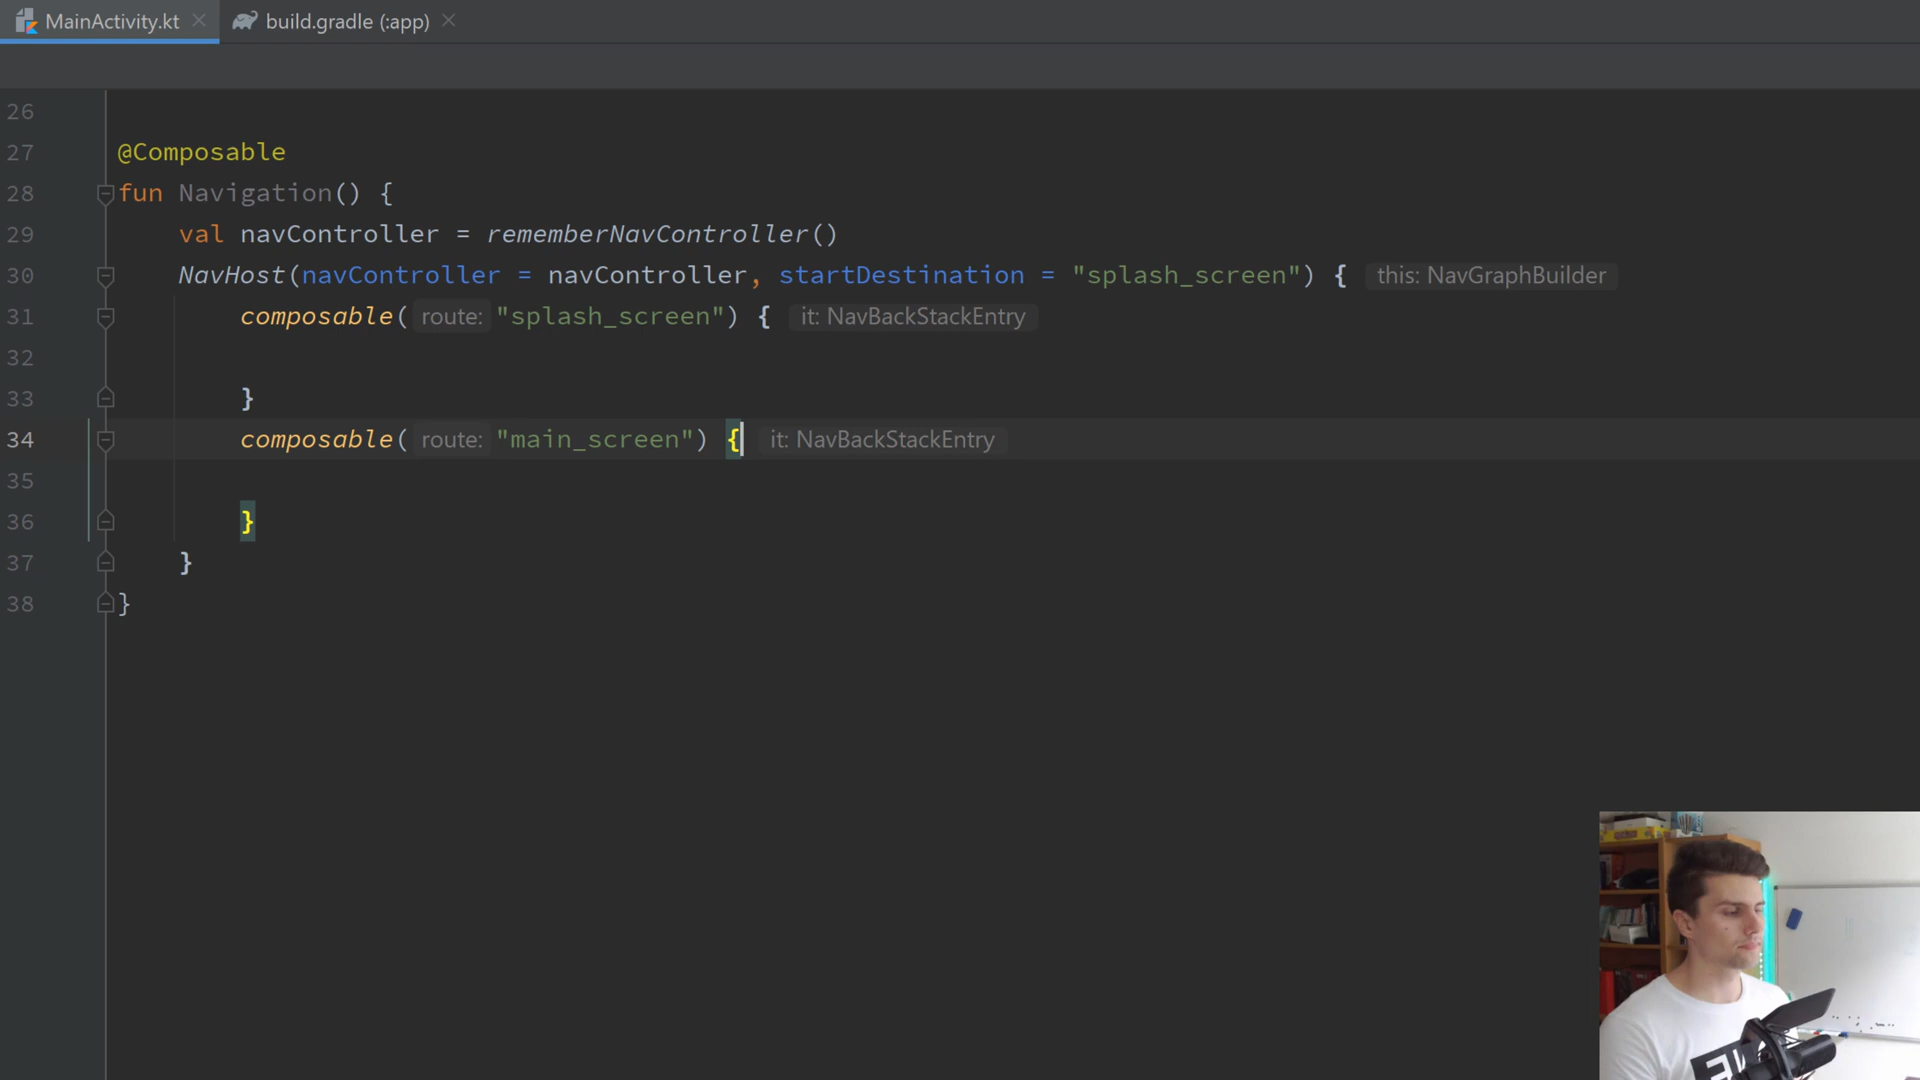 MainActivity.kt build.gradle (:app)
26
27 @Composable
28 fun Navigation() {
29 val navController = rememberNavController()
30 NavHost(navController = navController, startDestination = "splash_screen") { this: NavGraphBuilder
31 composable( route: "splash_screen") { it: NavBackStackEntry
32
33 }
34 composable( route: "main_screen") { it: NavBackStackEntry
35
36 }
37 }
38 }